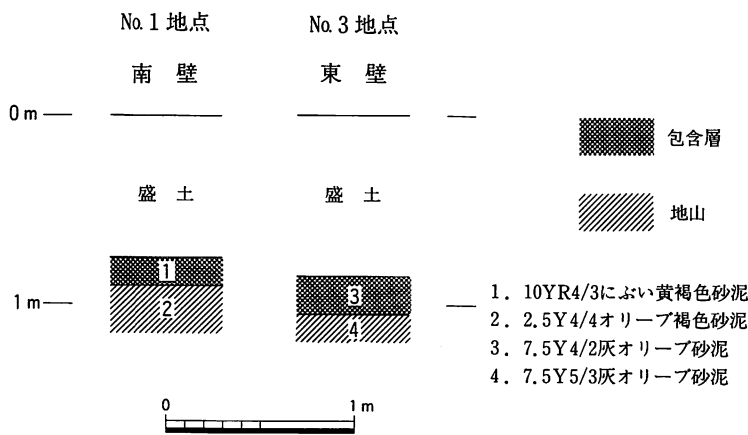 No.1地点 No.3地点
南壁 東壁
0m
包含層
盛土 盛土
地山
1
3
1m
2
4
1. 10YR4/3にぶい黄褐色砂泥
2. 2.5Y4/4オリーブ褐色砂泥
3. 7.5Y4/2灰オリーブ砂泥
4. 7.5Y5/3灰オリーブ砂泥
0 1m